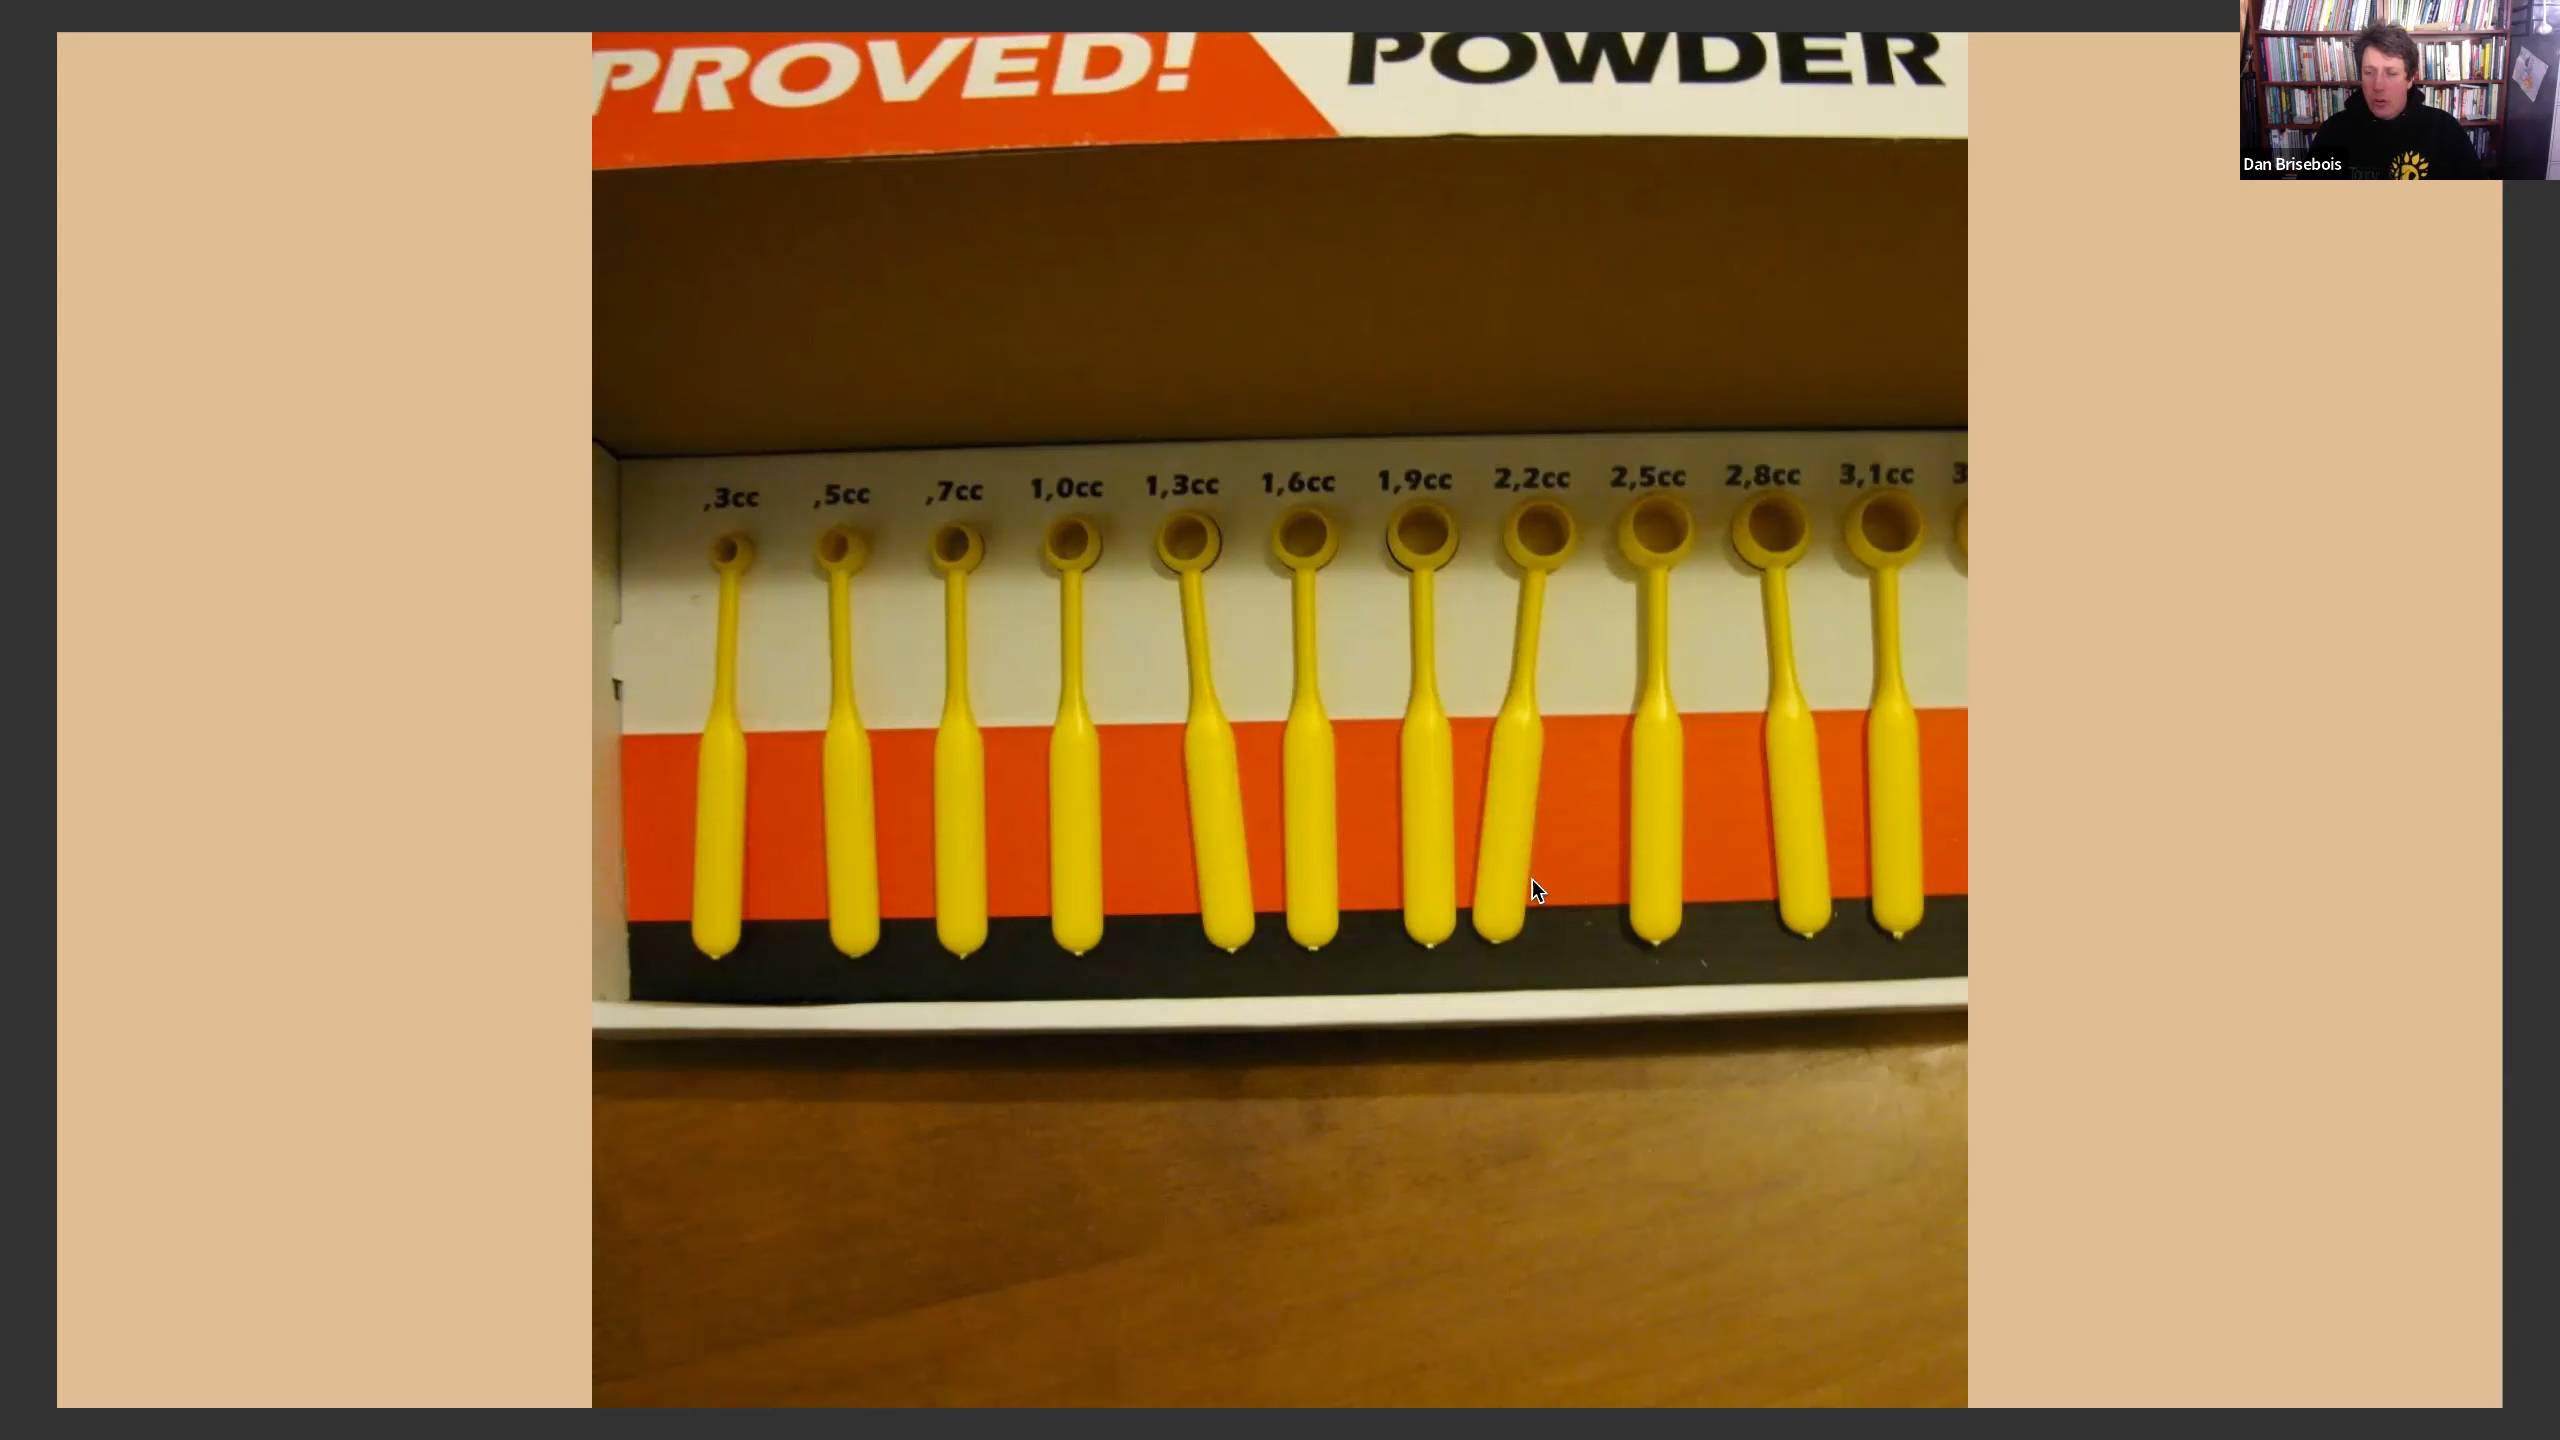 PROVED! POWDER
Dan Brisebois
,3cc ,5cc ,7cc 1,0cc 1,3cc 1,6cc 1,9cc 2,2cc 2,5cc 2,8cc 3,1cc 3